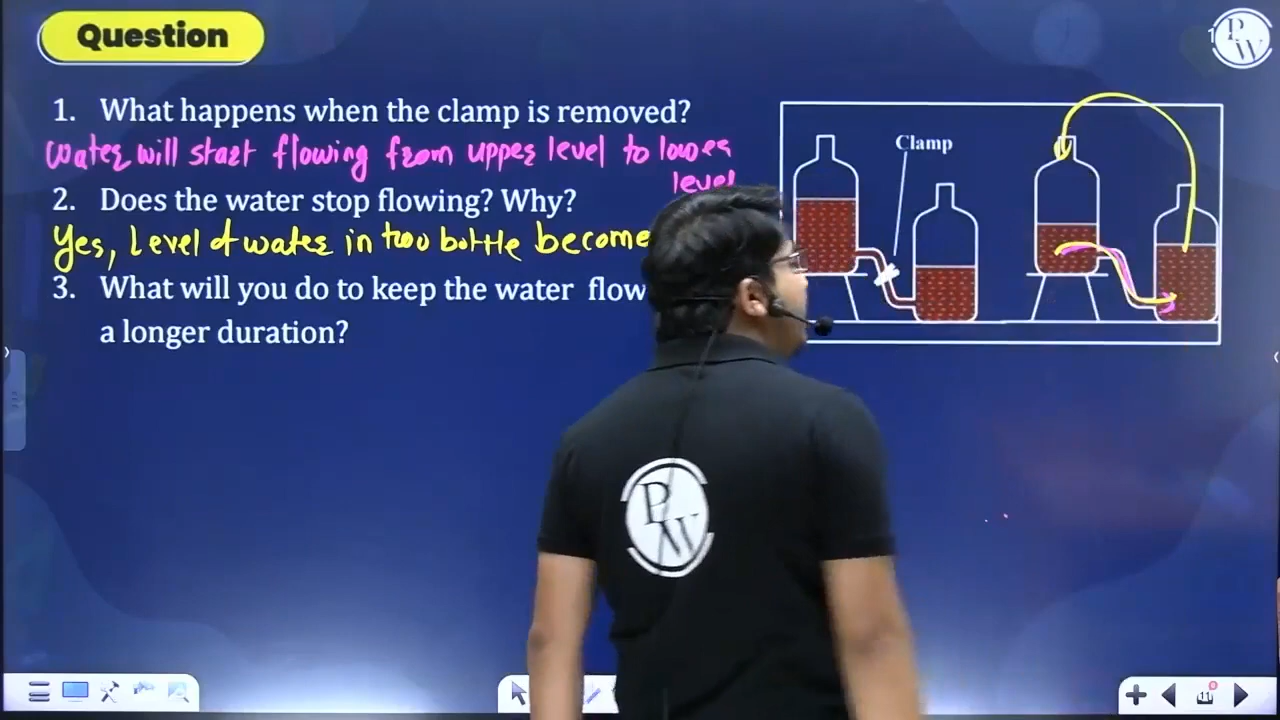 Question
1. What happens when the clamp is removed?
water will start flowing from upper level to lower
level
2. Does the water stop flowing? Why?
Yes, Level of water in two bottle become
3. What will you do to keep the water flow
a longer duration?
Clamp
PW
PW